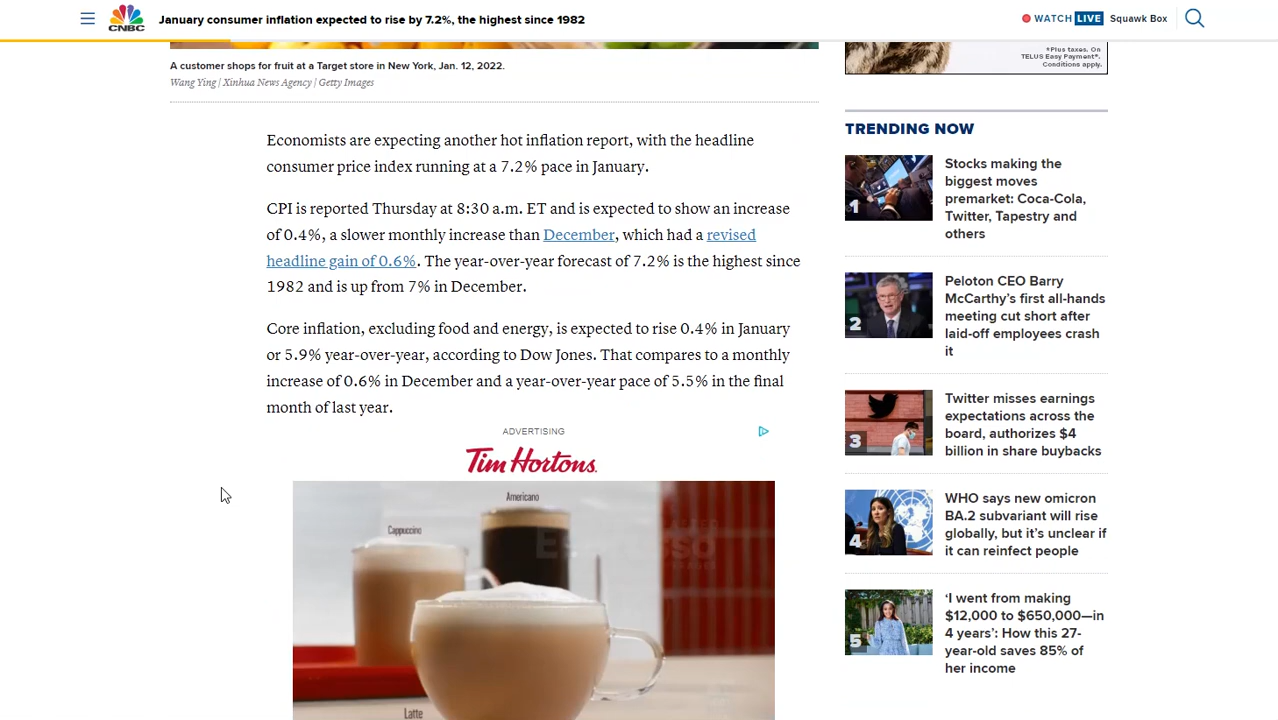 CNBC
January consumer inflation expected to rise by 7.2%, the highest since 1982
WATCH LIVE Squawk Box
A customer shops for fruit at a Target store in New York, Jan. 12, 2022.
Wang Ying | Xinhua News Agency | Getty Images
Economists are expecting another hot inflation report, with the headline
consumer price index running at a 7.2% pace in January.
CPI is reported Thursday at 8:30 a.m. ET and is expected to show an increase
of 0.4%, a slower monthly increase than December, which had a revised
headline gain of 0.6%. The year-over-year forecast of 7.2% is the highest since
1982 and is up from 7% in December.
Core inflation, excluding food and energy, is expected to rise 0.4% in January
or 5.9% year-over-year, according to Dow Jones. That compares to a monthly
increase of 0.6% in December and a year-over-year pace of 5.5% in the final
month of last year.
ADVERTISING
Tim Hortons.
Americano
Cappuccino
Latte
*Plus taxes. On
TELUS Easy Payment®.
Conditions apply.
TRENDING NOW
1
Stocks making the
biggest moves
premarket: Coca-Cola,
Twitter, Tapestry and
others
2
Peloton CEO Barry
McCarthy’s first all-hands
meeting cut short after
laid-off employees crash
it
3
Twitter misses earnings
expectations across the
board, authorizes $4
billion in share buybacks
4
WHO says new omicron
BA.2 subvariant will rise
globally, but it’s unclear if
it can reinfect people
5
‘I went from making
$12,000 to $650,000—in
4 years’: How this 27-
year-old saves 85% of
her income